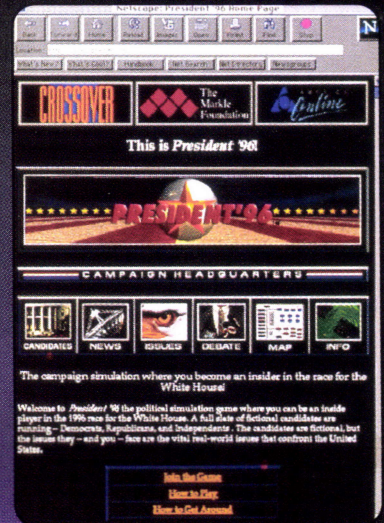 Netscape: President '96 Home Page
Back Forward Home Reload Images Open Print Find Stop
N
Location:
What's New? What's Cool? Handbook Net Search Net Directory Newsgroups
CROSSOVER The Markle Foundation Online
This is President '96!
PRESIDENT'96
CAMPAIGN HEADQUARTERS
CANDIDATES NEWS ISSUES DEBATE MAP INFO
The campaign simulation where you become an insider in the race for the
White House!
Welcome to President '96 the political simulation game where you can be an inside
player in the 1996 race for the White House. A full slate of fictional candidates are
running -- Democrats, Republicans, and Independents. The candidates are fictional, but
the issues they -- and you -- face are the vital real-world issues that confront the United
States.
Join the Game
How to Play
How to Get Around